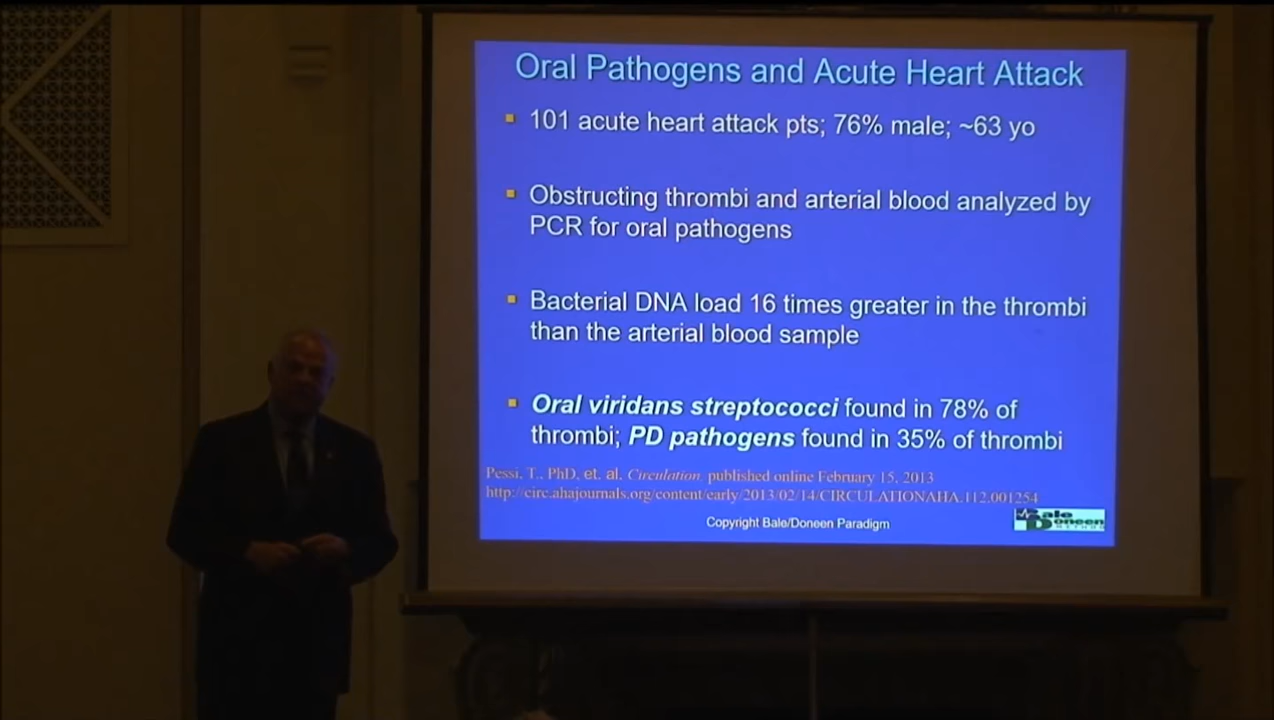 Oral Pathogens and Acute Heart Attack
101 acute heart attack pts; 76% male; ~63 yo
Obstructing thrombi and arterial blood analyzed by
PCR for oral pathogens
Bacterial DNA load 16 times greater in the thrombi
than the arterial blood sample
Oral viridans streptococci found in 78% of
thrombi; PD pathogens found in 35% of thrombi
Pessi, T., PhD, et. al. Circulation, published online February 15, 2013
http://circ.ahajournals.org/content/early/2013/02/14/CIRCULATIONAHA.112.001254
Copyright Bale/Doneen Paradigm
Bale
Doneen